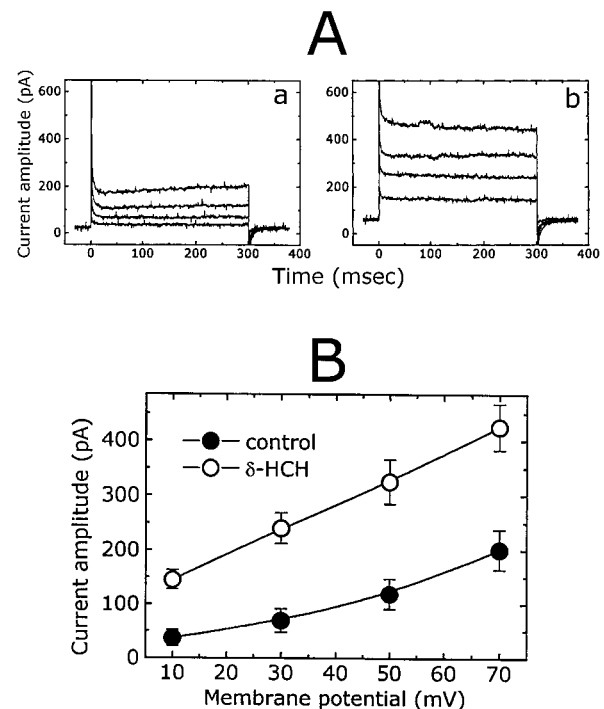 A
a
b
Current amplitude (pA)
600
400
200
0
600
400
200
0
0 100 200 300 400
0 100 200 300 400
Time (msec)
B
control
δ-HCH
Current amplitude (pA)
400
300
200
100
0
10 20 30 40 50 60 70
Membrane potential (mV)